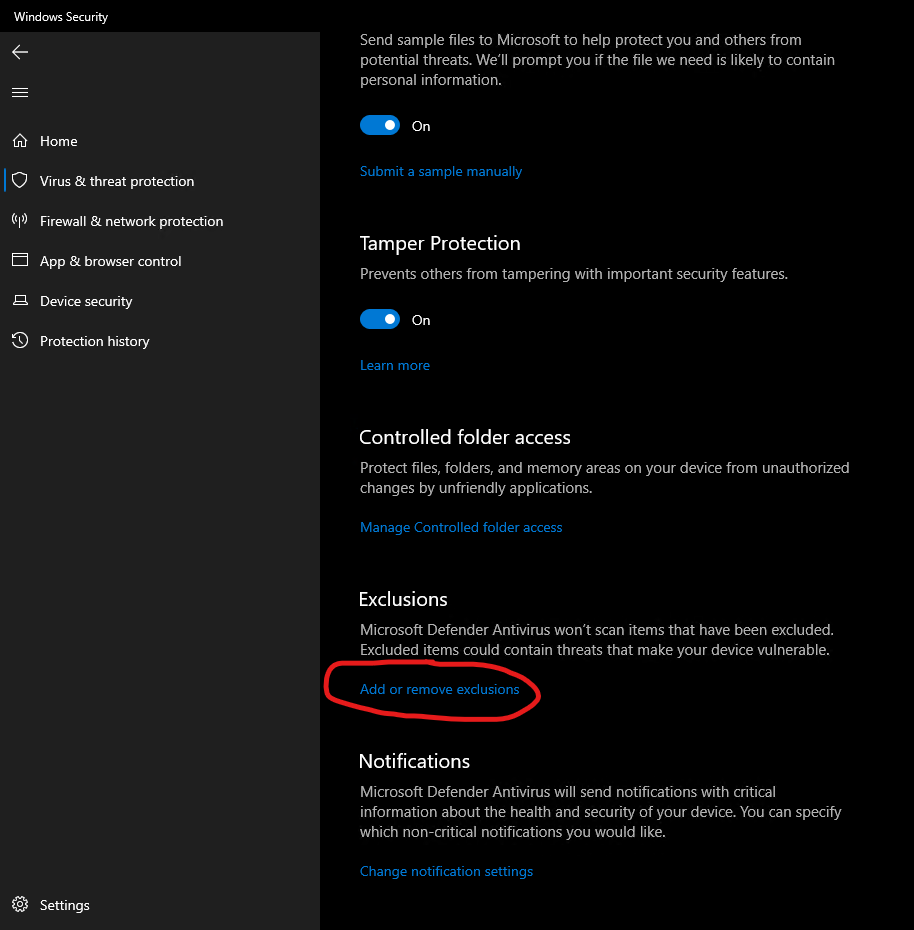 Windows Security
Home
Virus & threat protection
Firewall & network protection
App & browser control
Device security
Protection history
Settings
Send sample files to Microsoft to help protect you and others from
potential threats. We’ll prompt you if the file we need is likely to contain
personal information.
On
Submit a sample manually
Tamper Protection
Prevents others from tampering with important security features.
On
Learn more
Controlled folder access
Protect files, folders, and memory areas on your device from unauthorized
changes by unfriendly applications.
Manage Controlled folder access
Exclusions
Microsoft Defender Antivirus won’t scan items that have been excluded.
Excluded items could contain threats that make your device vulnerable.
Add or remove exclusions
Notifications
Microsoft Defender Antivirus will send notifications with critical
information about the health and security of your device. You can specify
which non-critical notifications you would like.
Change notification settings